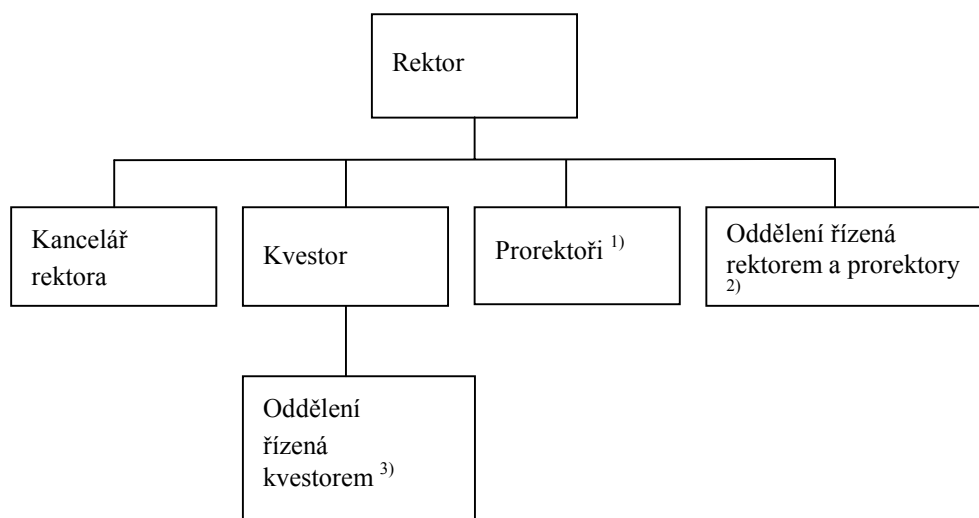 Rektor
Kancelář
rektora
Kvestor
Prorektoři 1)
Oddělení řízená
rektorem a prorektory
2)
Oddělení
řízená
kvestorem 3)